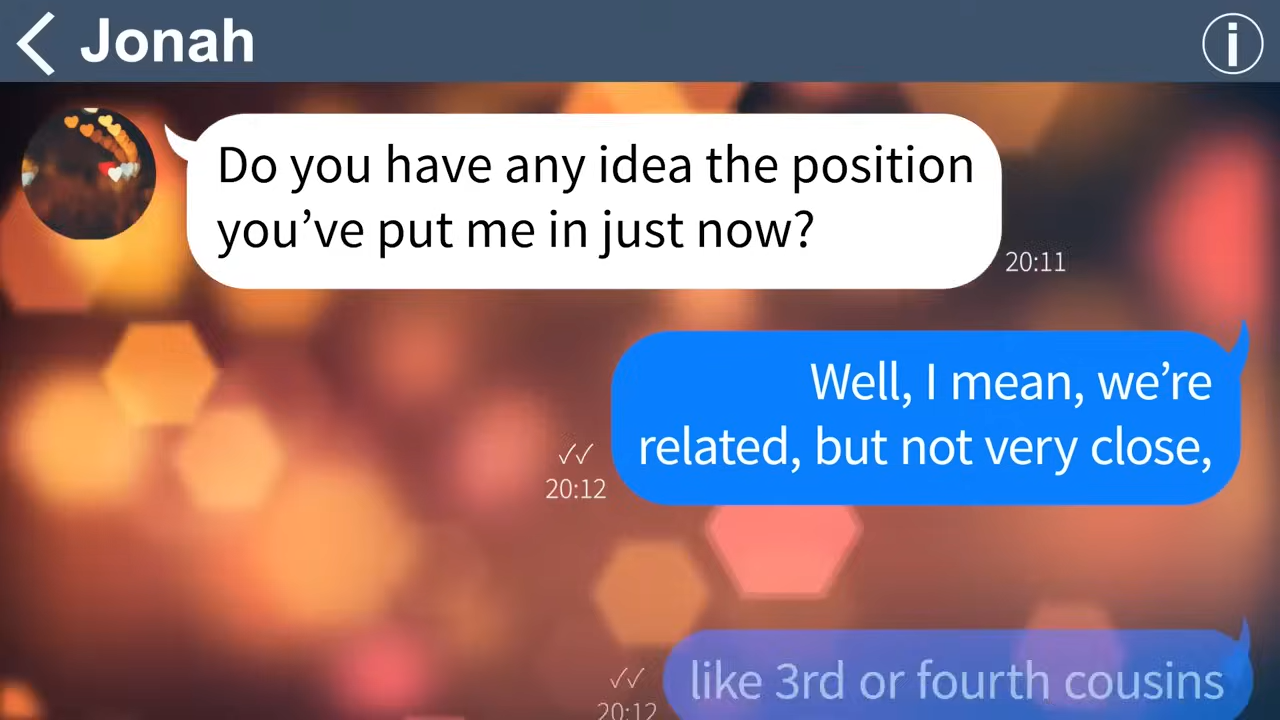 Jonah
Do you have any idea the position
you’ve put me in just now?
20:11
Well, I mean, we’re
related, but not very close,
20:12
like 3rd or fourth cousins
20:12